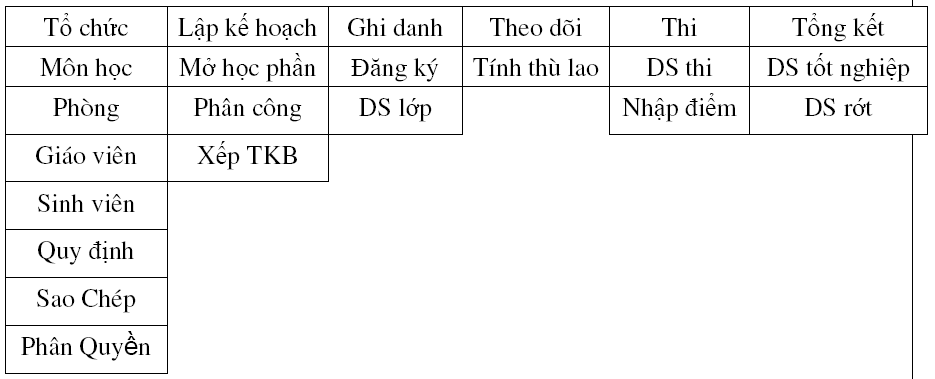 Tổ chức Lập kế hoạch Ghi danh Theo dõi Thi Tổng kết
Môn học Mở học phần Đăng ký Tính thù lao DS thi DS tốt nghiệp
Phòng Phân công DS lớp Nhập điểm DS rớt
Giáo viên Xếp TKB
Sinh viên
Quy định
Sao Chép
Phân Quyền